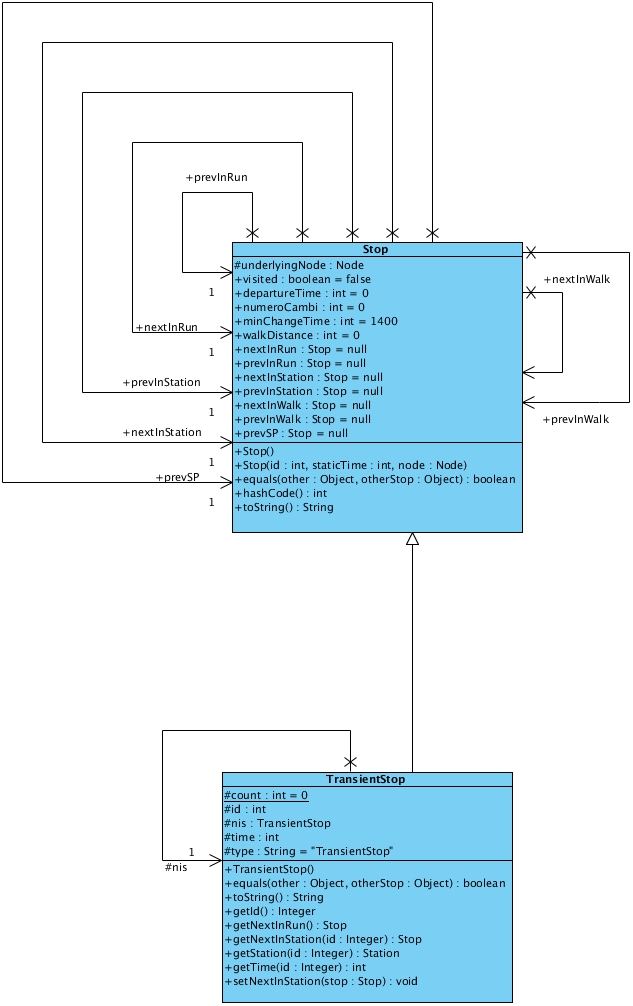 +prevInRun
Stop
#underlyingNode : Node
+visited : boolean = false
+departureTime : int = 0
+numeroCambi : int = 0
+minChangeTime : int = 1400
+walkDistance : int = 0
+nextInRun : Stop = null
+prevInRun : Stop = null
+nextInStation : Stop = null
+prevInStation : Stop = null
+nextInWalk : Stop = null
+prevInWalk : Stop = null
+prevSP : Stop = null
+Stop()
+Stop(id : int, staticTime : int, node : Node)
+equals(other : Object, otherStop : Object) : boolean
+hashCode() : int
+toString() : String
1
+nextInRun
1
+prevInStation
1
+nextInStation
1
+prevSP
1
+nextInWalk
+prevInWalk
TransientStop
#count : int = 0
#id : int
#nis : TransientStop
#time : int
#type : String = "TransientStop"
+TransientStop()
+equals(other : Object, otherStop : Object) : boolean
+toString() : String
+getId() : Integer
+getNextInRun() : Stop
+getNextInStation(id : Integer) : Stop
+getStation(id : Integer) : Station
+getTime(id : Integer) : int
+setNextInStation(stop : Stop) : void
1
#nis